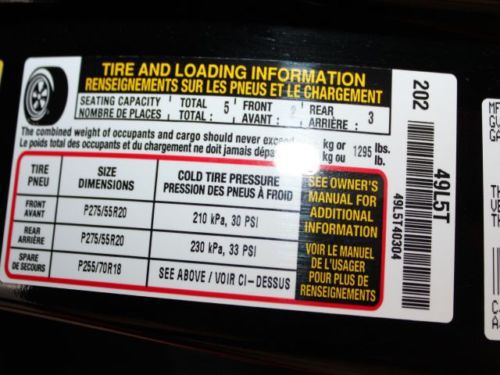 TIRE AND LOADING INFORMATION
RENSEIGNEMENTS SUR LES PNEUS ET LE CHARGEMENT
SEATING CAPACITY TOTAL : 5 FRONT : REAR : 3
NOMBRE DE PLACES TOTAL : AVANT : ARRIÈRE :
The combined weight of occupants and cargo should never exceed kg or 1295 lbs.
Le poids total des occupants et du chargement ne doit jamais kg ou lb.
TIRE SIZE COLD TIRE PRESSURE
PNEU DIMENSIONS PRESSION DES PNEUS À FROID
FRONT
AVANT P275/55R20 210 kPa, 30 PSI
REAR
ARRIÈRE P275/55R20 230 kPa, 33 PSI
SPARE
DE SECOURS P255/70R18 SEE ABOVE / VOIR CI-DESSUS
SEE OWNER'S
MANUAL FOR
ADDITIONAL
INFORMATION
VOIR LE MANUEL
DE L'USAGER
POUR PLUS DE
RENSEIGNEMENTS
202 49L5T
49L5T40304